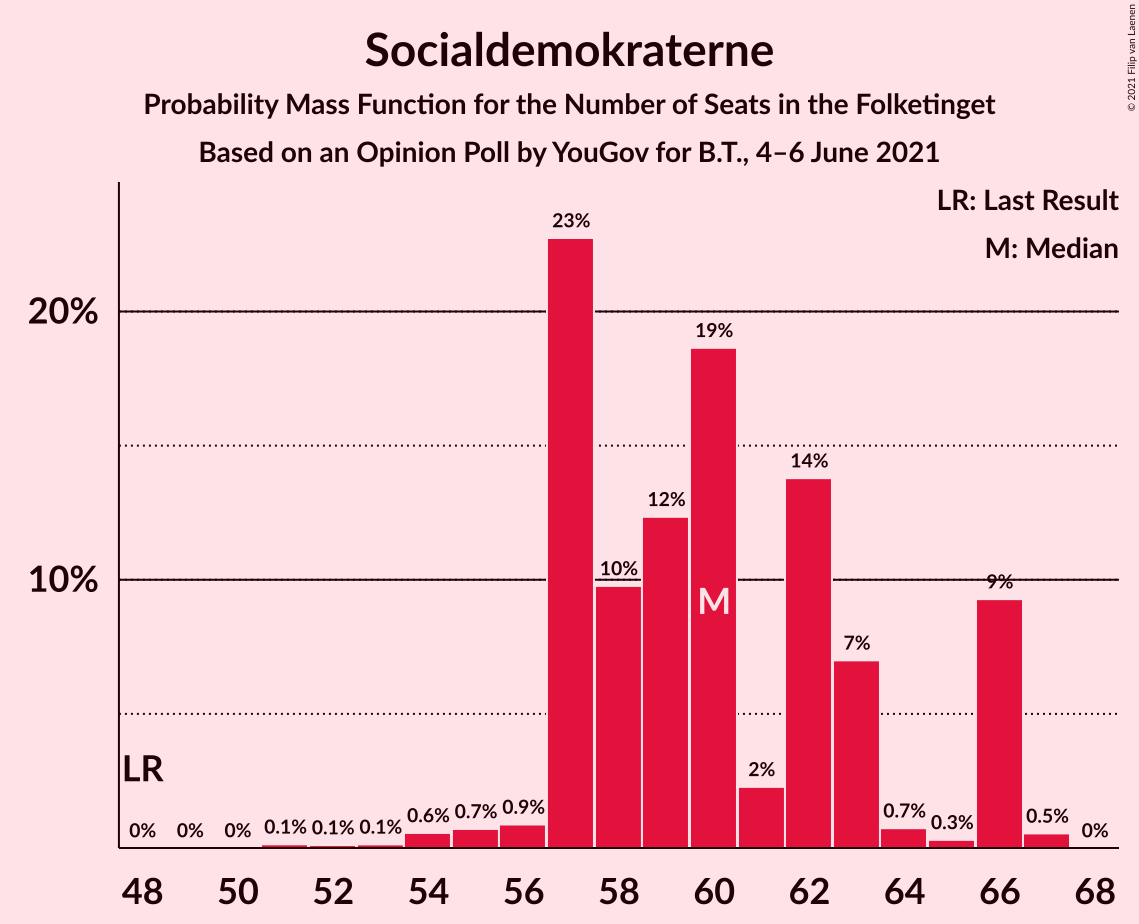 Socialdemokraterne
Probability Mass Function for the Number of Seats in the Folketinget
Based on an Opinion Poll by YouGov for B.T., 4–6 June 2021
© 2021 Filip van Laenen
LR: Last Result
M: Median
20%
10%
LR
M
0% 0% 0% 0.1% 0.1% 0.1% 0.6% 0.7% 0.9% 23% 10% 12% 19% 2% 14% 7% 0.7% 0.3% 9% 0.5% 0%
48 50 52 54 56 58 60 62 64 66 68